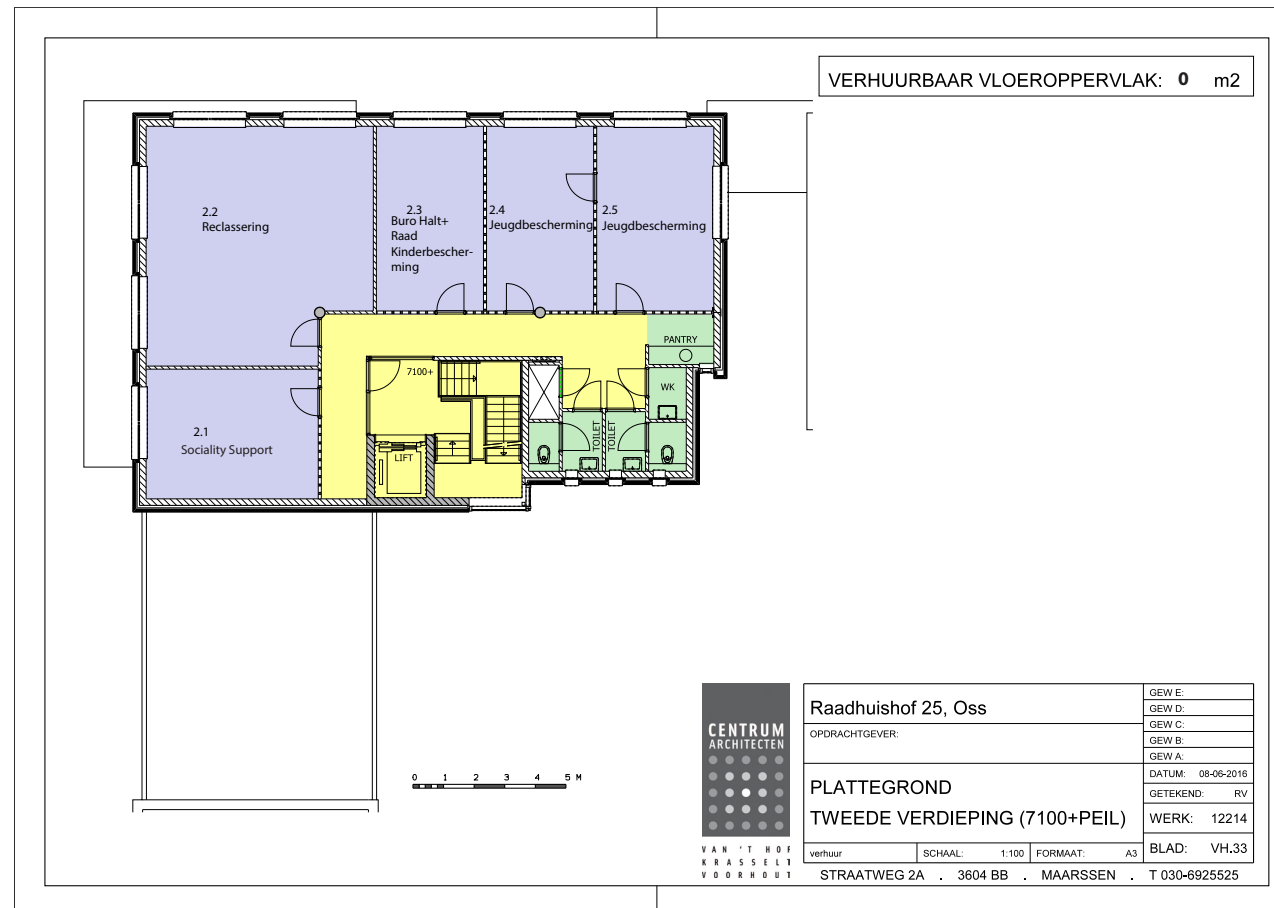 VERHUURBAAR VLOEROPPERVLAK: 0 m2
2.2
Reclassering
2.3
Buro Halt+
Raad
Kinderbescher-
ming
2.4
Jeugdbescherming
2.5
Jeugdbescherming
PANTRY
7100+
WK
2.1
Sociality Support
LIFT
TOILET
TOILET
0 1 2 3 4 5 M
CENTRUM
ARCHITECTEN
VAN 'T HOF
KRASSELT
VOORHOUT
Raadhuishof 25, Oss
OPDRACHTGEVER:
PLATTEGROND
TWEEDE VERDIEPING (7100+PEIL)
verhuur
SCHAAL: 1:100
FORMAAT: A3
GEW E:
GEW D:
GEW C:
GEW B:
GEW A:
DATUM: 08-06-2016
GETEKEND: RV
WERK: 12214
BLAD: VH.33
STRAATWEG 2A . 3604 BB . MAARSSEN . T 030-6925525